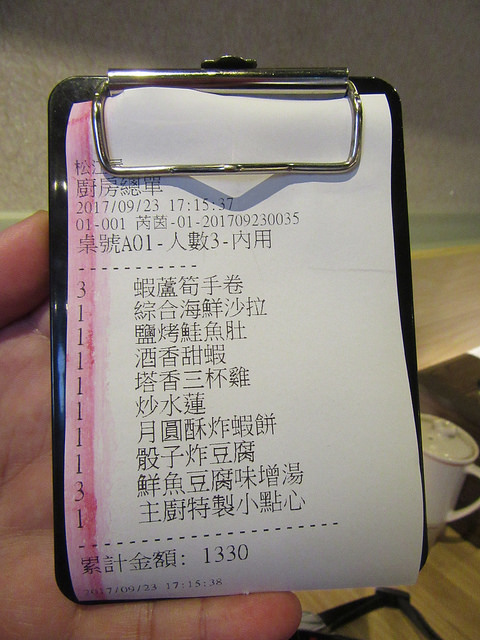 松江店
廚房總單
2017/09/23 17:15:37
01-001 芮茵-01-201709230035
桌號A01-人數3-內用
------------
3 蝦蘆筍手卷
1 綜合海鮮沙拉
1 鹽烤鮭魚肚
1 酒香甜蝦
1 塔香三杯雞
1 炒水蓮
1 月圓酥炸蝦餅
1 骰子炸豆腐
3 鮮魚豆腐味增湯
1 主廚特製小點心
--------------------------
累計金額: 1330
2017/09/23 17:15:38